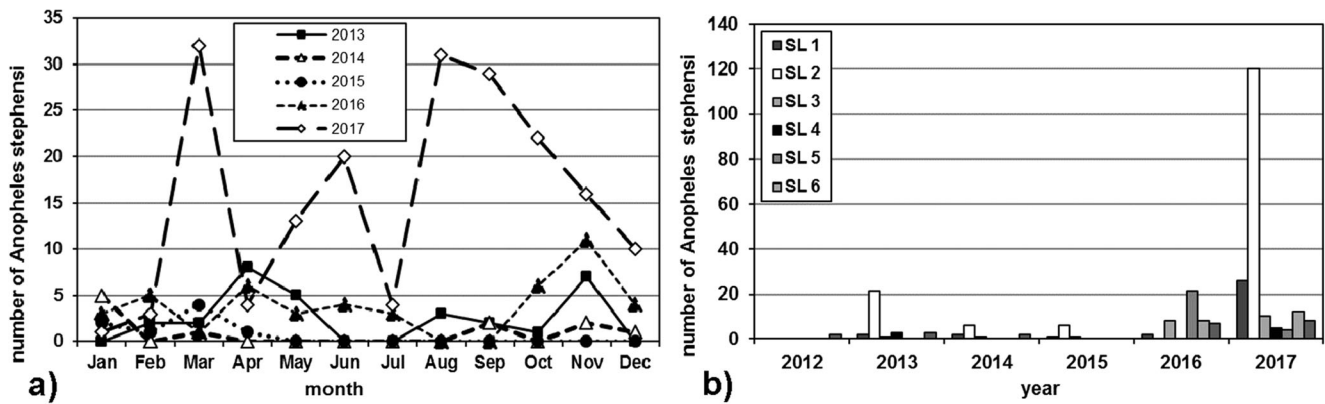 number of Anopheles stephensi
35
30
25
20
15
10
5
0
2013
2014
2015
2016
2017
Jan Feb Mar Apr May Jun Jul Aug Sep Oct Nov Dec
month
a)
number of Anopheles stephensi
140
120
100
80
60
40
20
0
SL 1
SL 2
SL 3
SL 4
SL 5
SL 6
2012 2013 2014 2015 2016 2017
year
b)